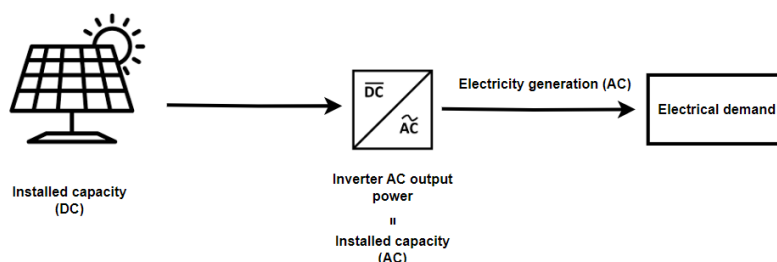 Installed capacity
(DC)
DC
AC
Inverter AC output
power
=
Installed capacity
(AC)
Electricity generation (AC)
Electrical demand